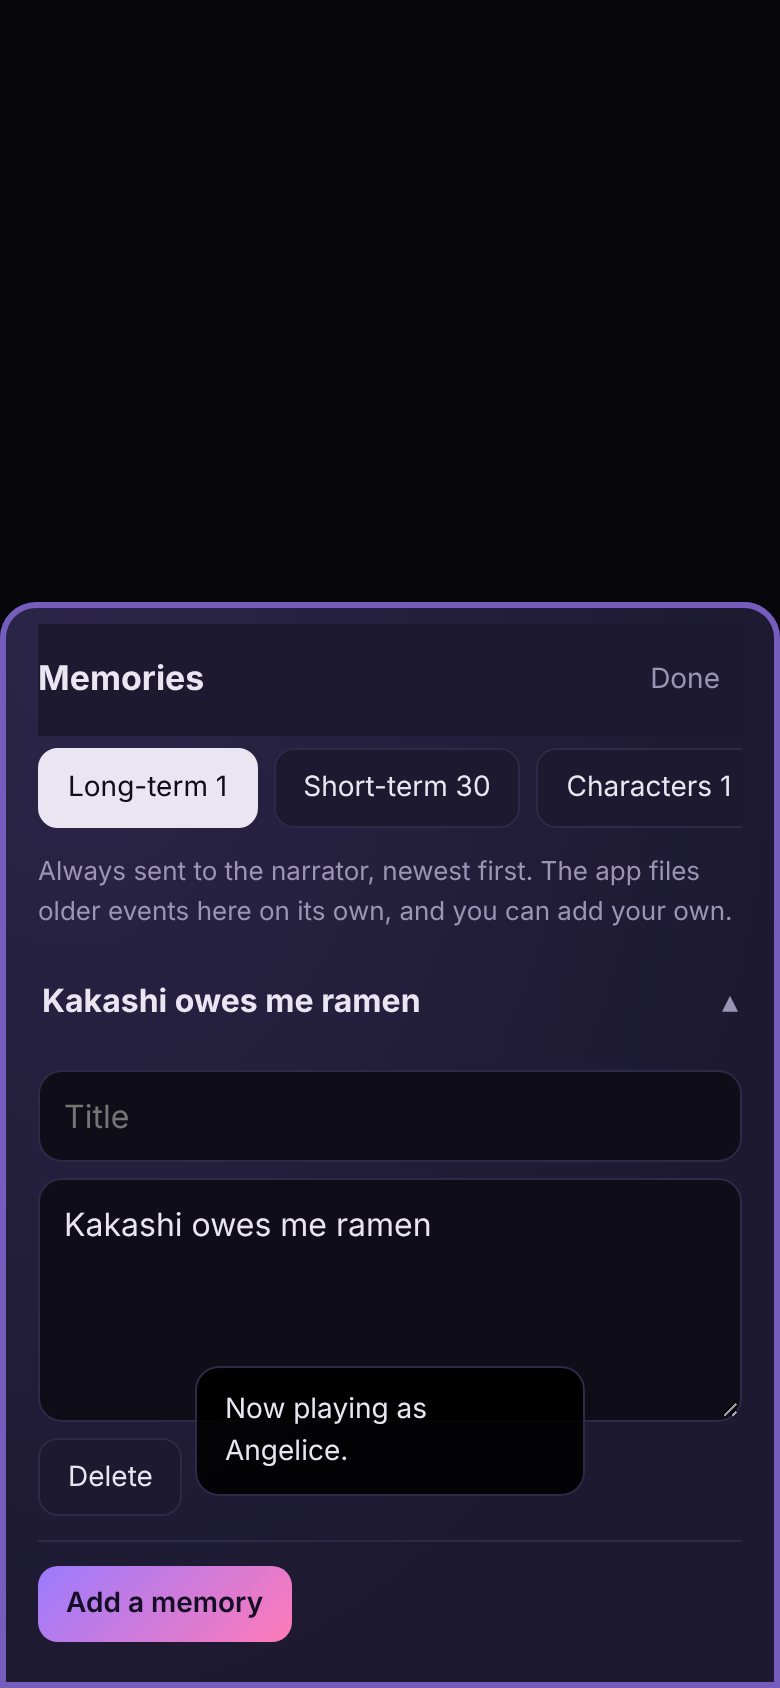 Memories
Done
Long-term 1
Short-term 30
Characters 1
Always sent to the narrator, newest first. The app files
older events here on its own, and you can add your own.
Kakashi owes me ramen
▲
Title
Kakashi owes me ramen
Now playing as
Angelice.
Delete
Add a memory